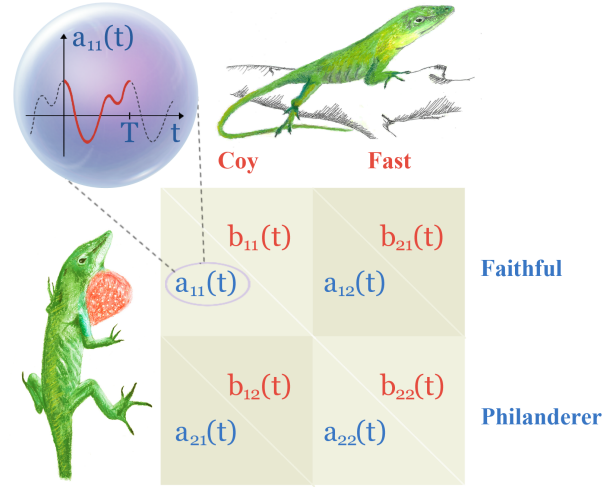 a₁₁(t)
T t
Coy Fast
b₁₁(t) b₂₁(t)
a₁₁(t) a₁₂(t) Faithful
b₁₂(t) b₂₂(t)
a₂₁(t) a₂₂(t) Philanderer